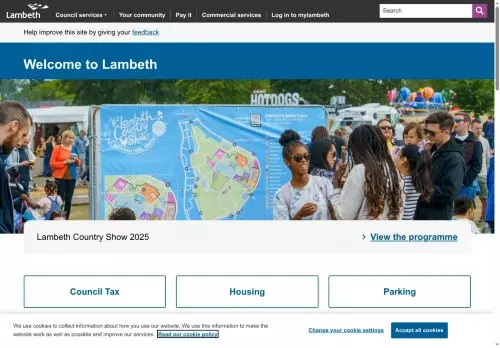 Lambeth
Council services
Your community
Pay it
Commercial services
Log in to mylambeth
Search
Help improve this site by giving your feedback
Welcome to Lambeth
Lambeth
Country
Show
HOTDOGS
Lambeth Country Show 2025
View the programme
Council Tax
Housing
Parking
We use cookies to collect information about how you use our website. We use this information to make the
website work as well as possible and improve our services. Read our cookie policy
Change your cookie settings
Accept all cookies